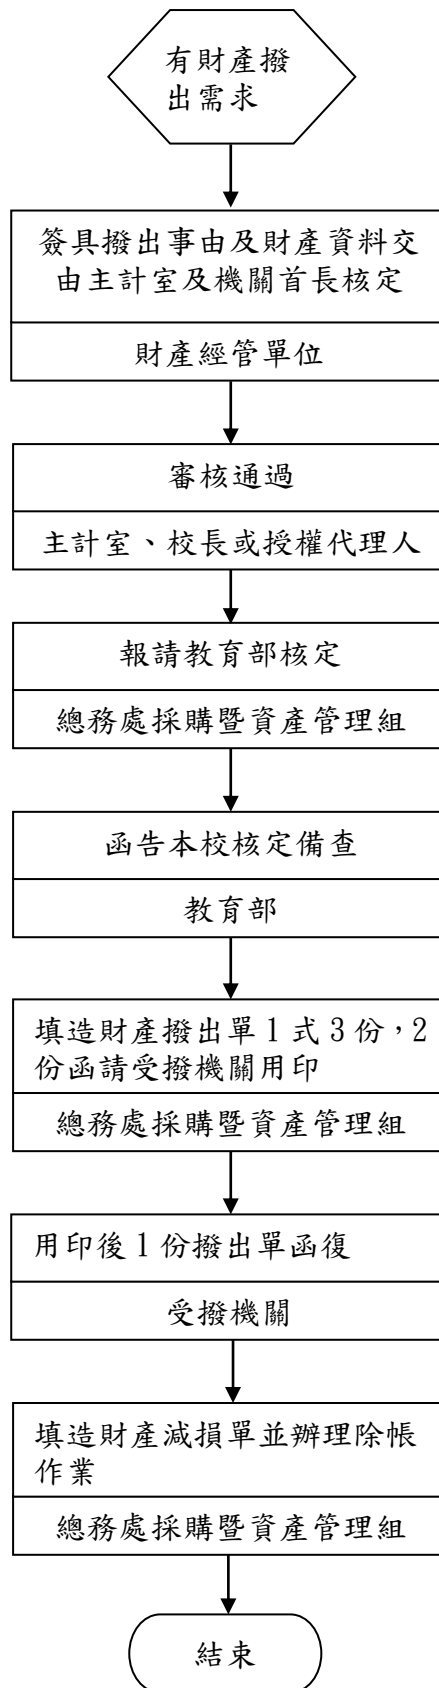 有財產撥
出需求
簽具撥出事由及財產資料交
由主計室及機關首長核定
財產經管單位
審核通過
主計室、校長或授權代理人
報請教育部核定
總務處採購暨資產管理組
函告本校核定備查
教育部
填造財產撥出單1式3份，2
份函請受撥機關用印
總務處採購暨資產管理組
用印後1份撥出單函復
受撥機關
填造財產減損單並辦理除帳
作業
總務處採購暨資產管理組
結束